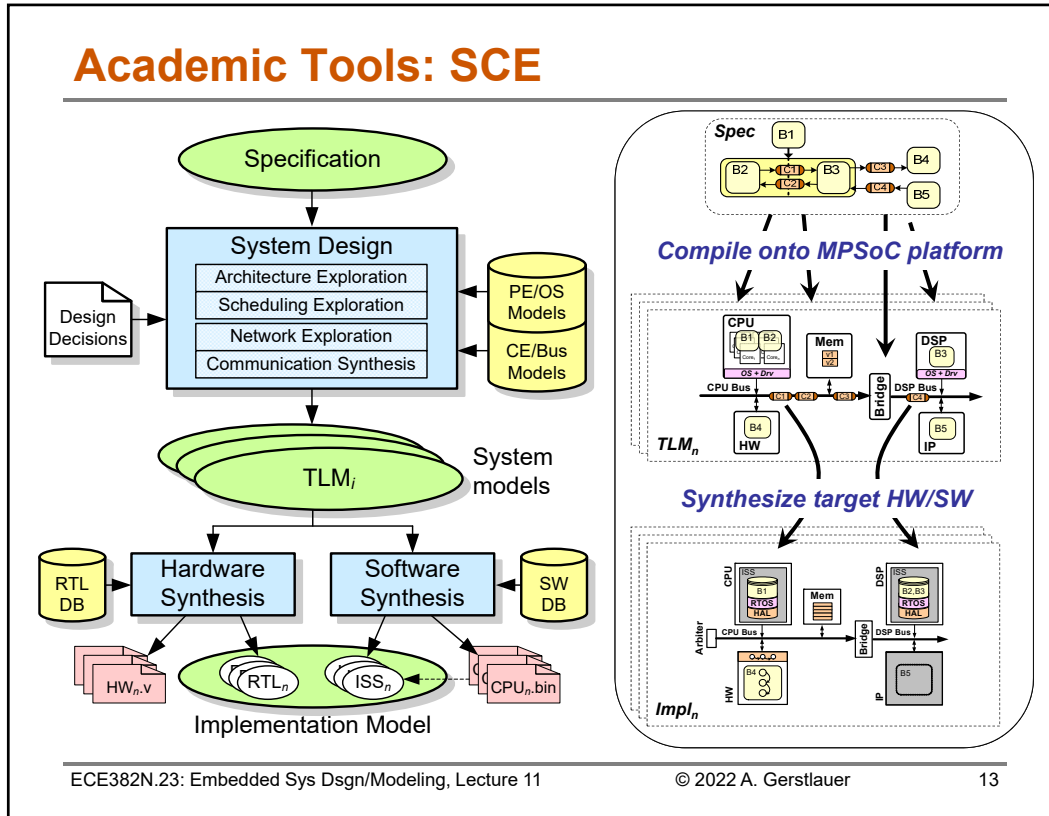 Academic Tools: SCE
Specification
System Design
Architecture Exploration
Scheduling Exploration
Network Exploration
Communication Synthesis
Design
Decisions
PE/OS
Models
CE/Bus
Models
TLMi
System
models
RTL
DB
Hardware
Synthesis
Software
Synthesis
SW
DB
HWn.v
RTLn
ISSn
CPUn.bin
Implementation Model
Spec
B1
B2
C1
C2
B3
C3
C4
B4
B5
Compile onto MPSoC platform
CPU
B1
B2
Coren
OS + Drv
Mem
v1
v2
DSP
B3
OS + Drv
CPU Bus
C1
C2
C3
Bridge
DSP Bus
C4
B4
HW
B5
IP
TLMn
Synthesize target HW/SW
CPU
ISS
B1
RTOS
HAL
Mem
DSP
ISS
B2,B3
RTOS
HAL
Arbiter
CPU Bus
Bridge
DSP Bus
HW
B4
IP
B5
Impln
ECE382N.23: Embedded Sys Dsgn/Modeling, Lecture 11
© 2022 A. Gerstlauer
13